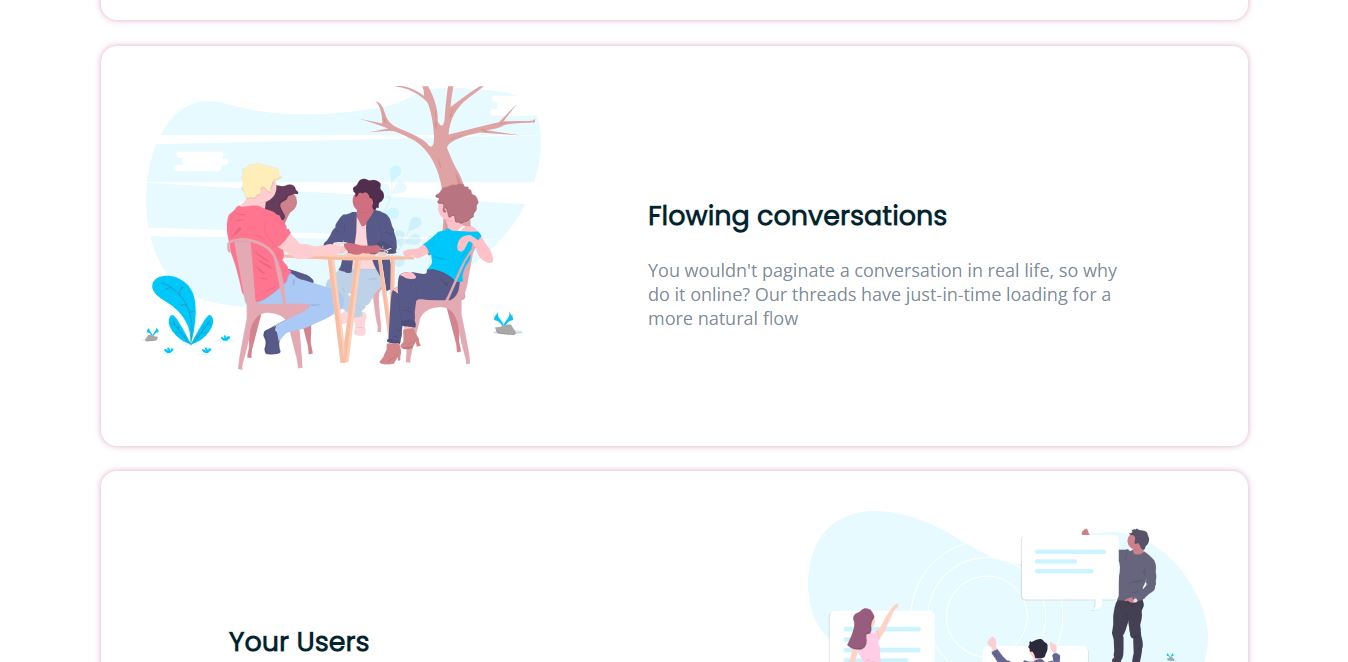 Flowing conversations
You wouldn't paginate a conversation in real life, so why
do it online? Our threads have just-in-time loading for a
more natural flow
Your Users